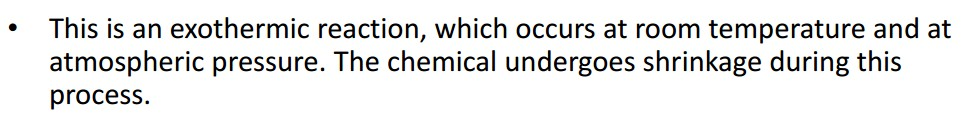 • This is an exothermic reaction, which occurs at room temperature and at
atmospheric pressure. The chemical undergoes shrinkage during this
process.